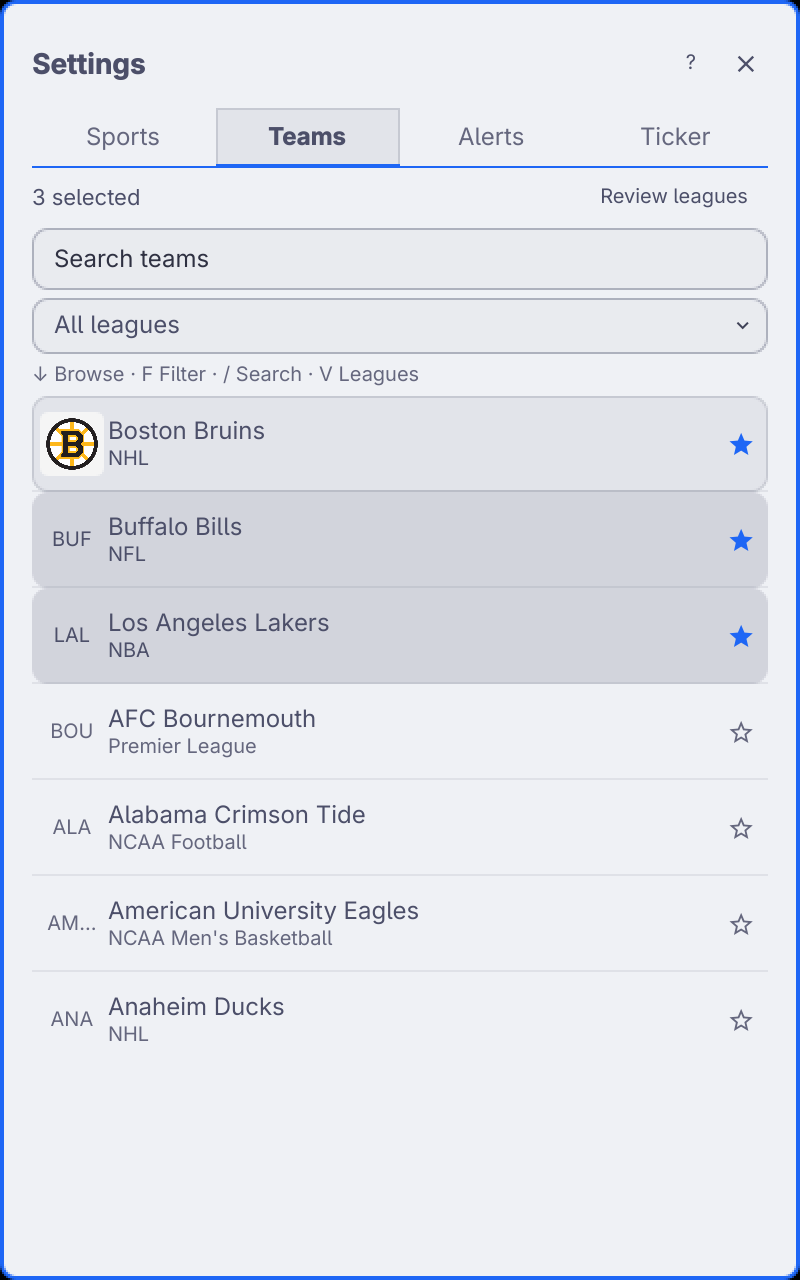 Settings
?
Sports Teams Alerts Ticker
3 selected Review leagues
Search teams
All leagues
↓ Browse · F Filter · / Search · V Leagues
B Boston Bruins
NHL
BUF Buffalo Bills
NFL
LAL Los Angeles Lakers
NBA
BOU AFC Bournemouth
Premier League
ALA Alabama Crimson Tide
NCAA Football
AM... American University Eagles
NCAA Men's Basketball
ANA Anaheim Ducks
NHL